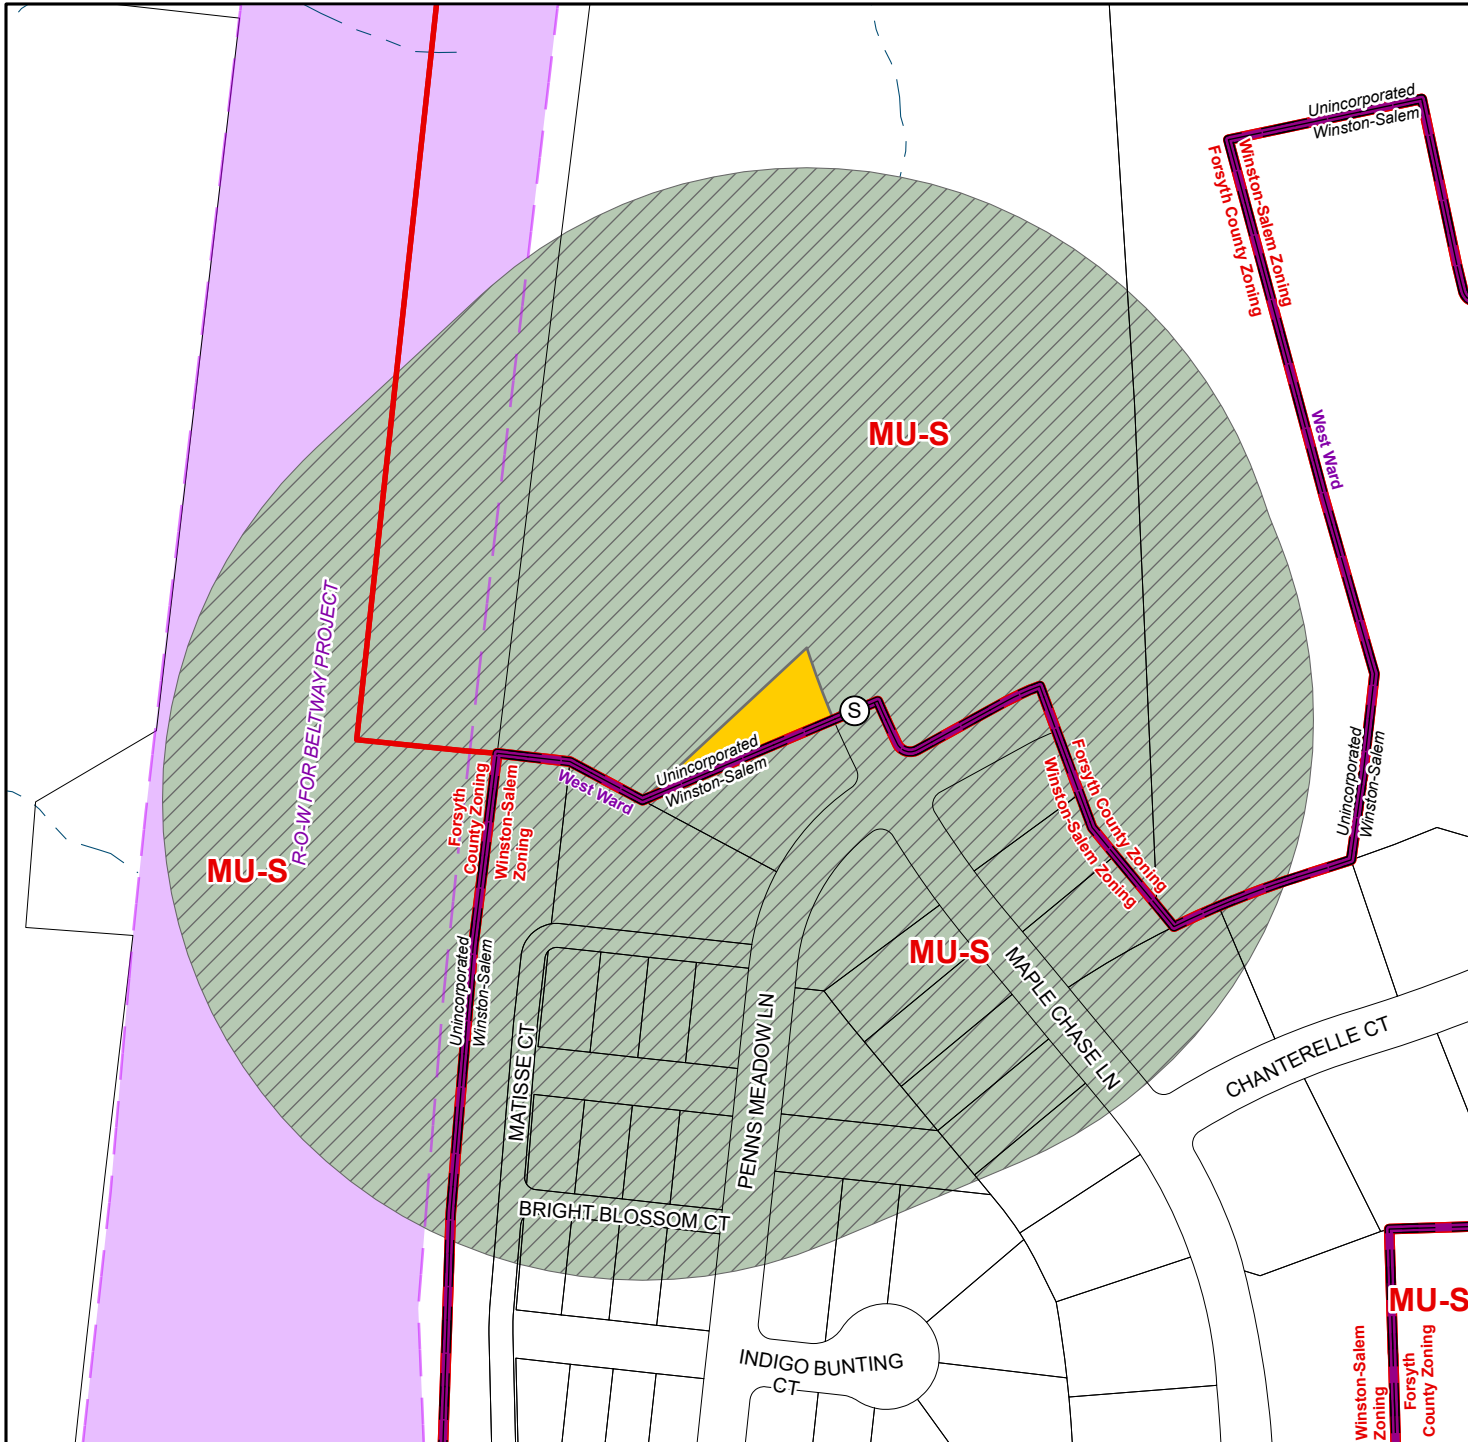 Unincorporated
Winston-Salem
Winston-Salem Zoning
Forsyth County Zoning
West Ward
MU-S
R-O-W FOR BELTWAY PROJECT
S
Unincorporated
Winston-Salem
West Ward
Forsyth
County Zoning
Winston-Salem
Zoning
Forsyth County Zoning
Winston-Salem Zoning
Unincorporated
Winston-Salem
MU-S
MU-S
Unincorporated
Winston-Salem
MATISSE CT
PENNS MEADOW LN
MAPLE CHASE LN
CHANTERELLE CT
BRIGHT BLOSSOM CT
INDIGO BUNTING
CT
MU-S
Winston-Salem
Zoning
Forsyth
County Zoning